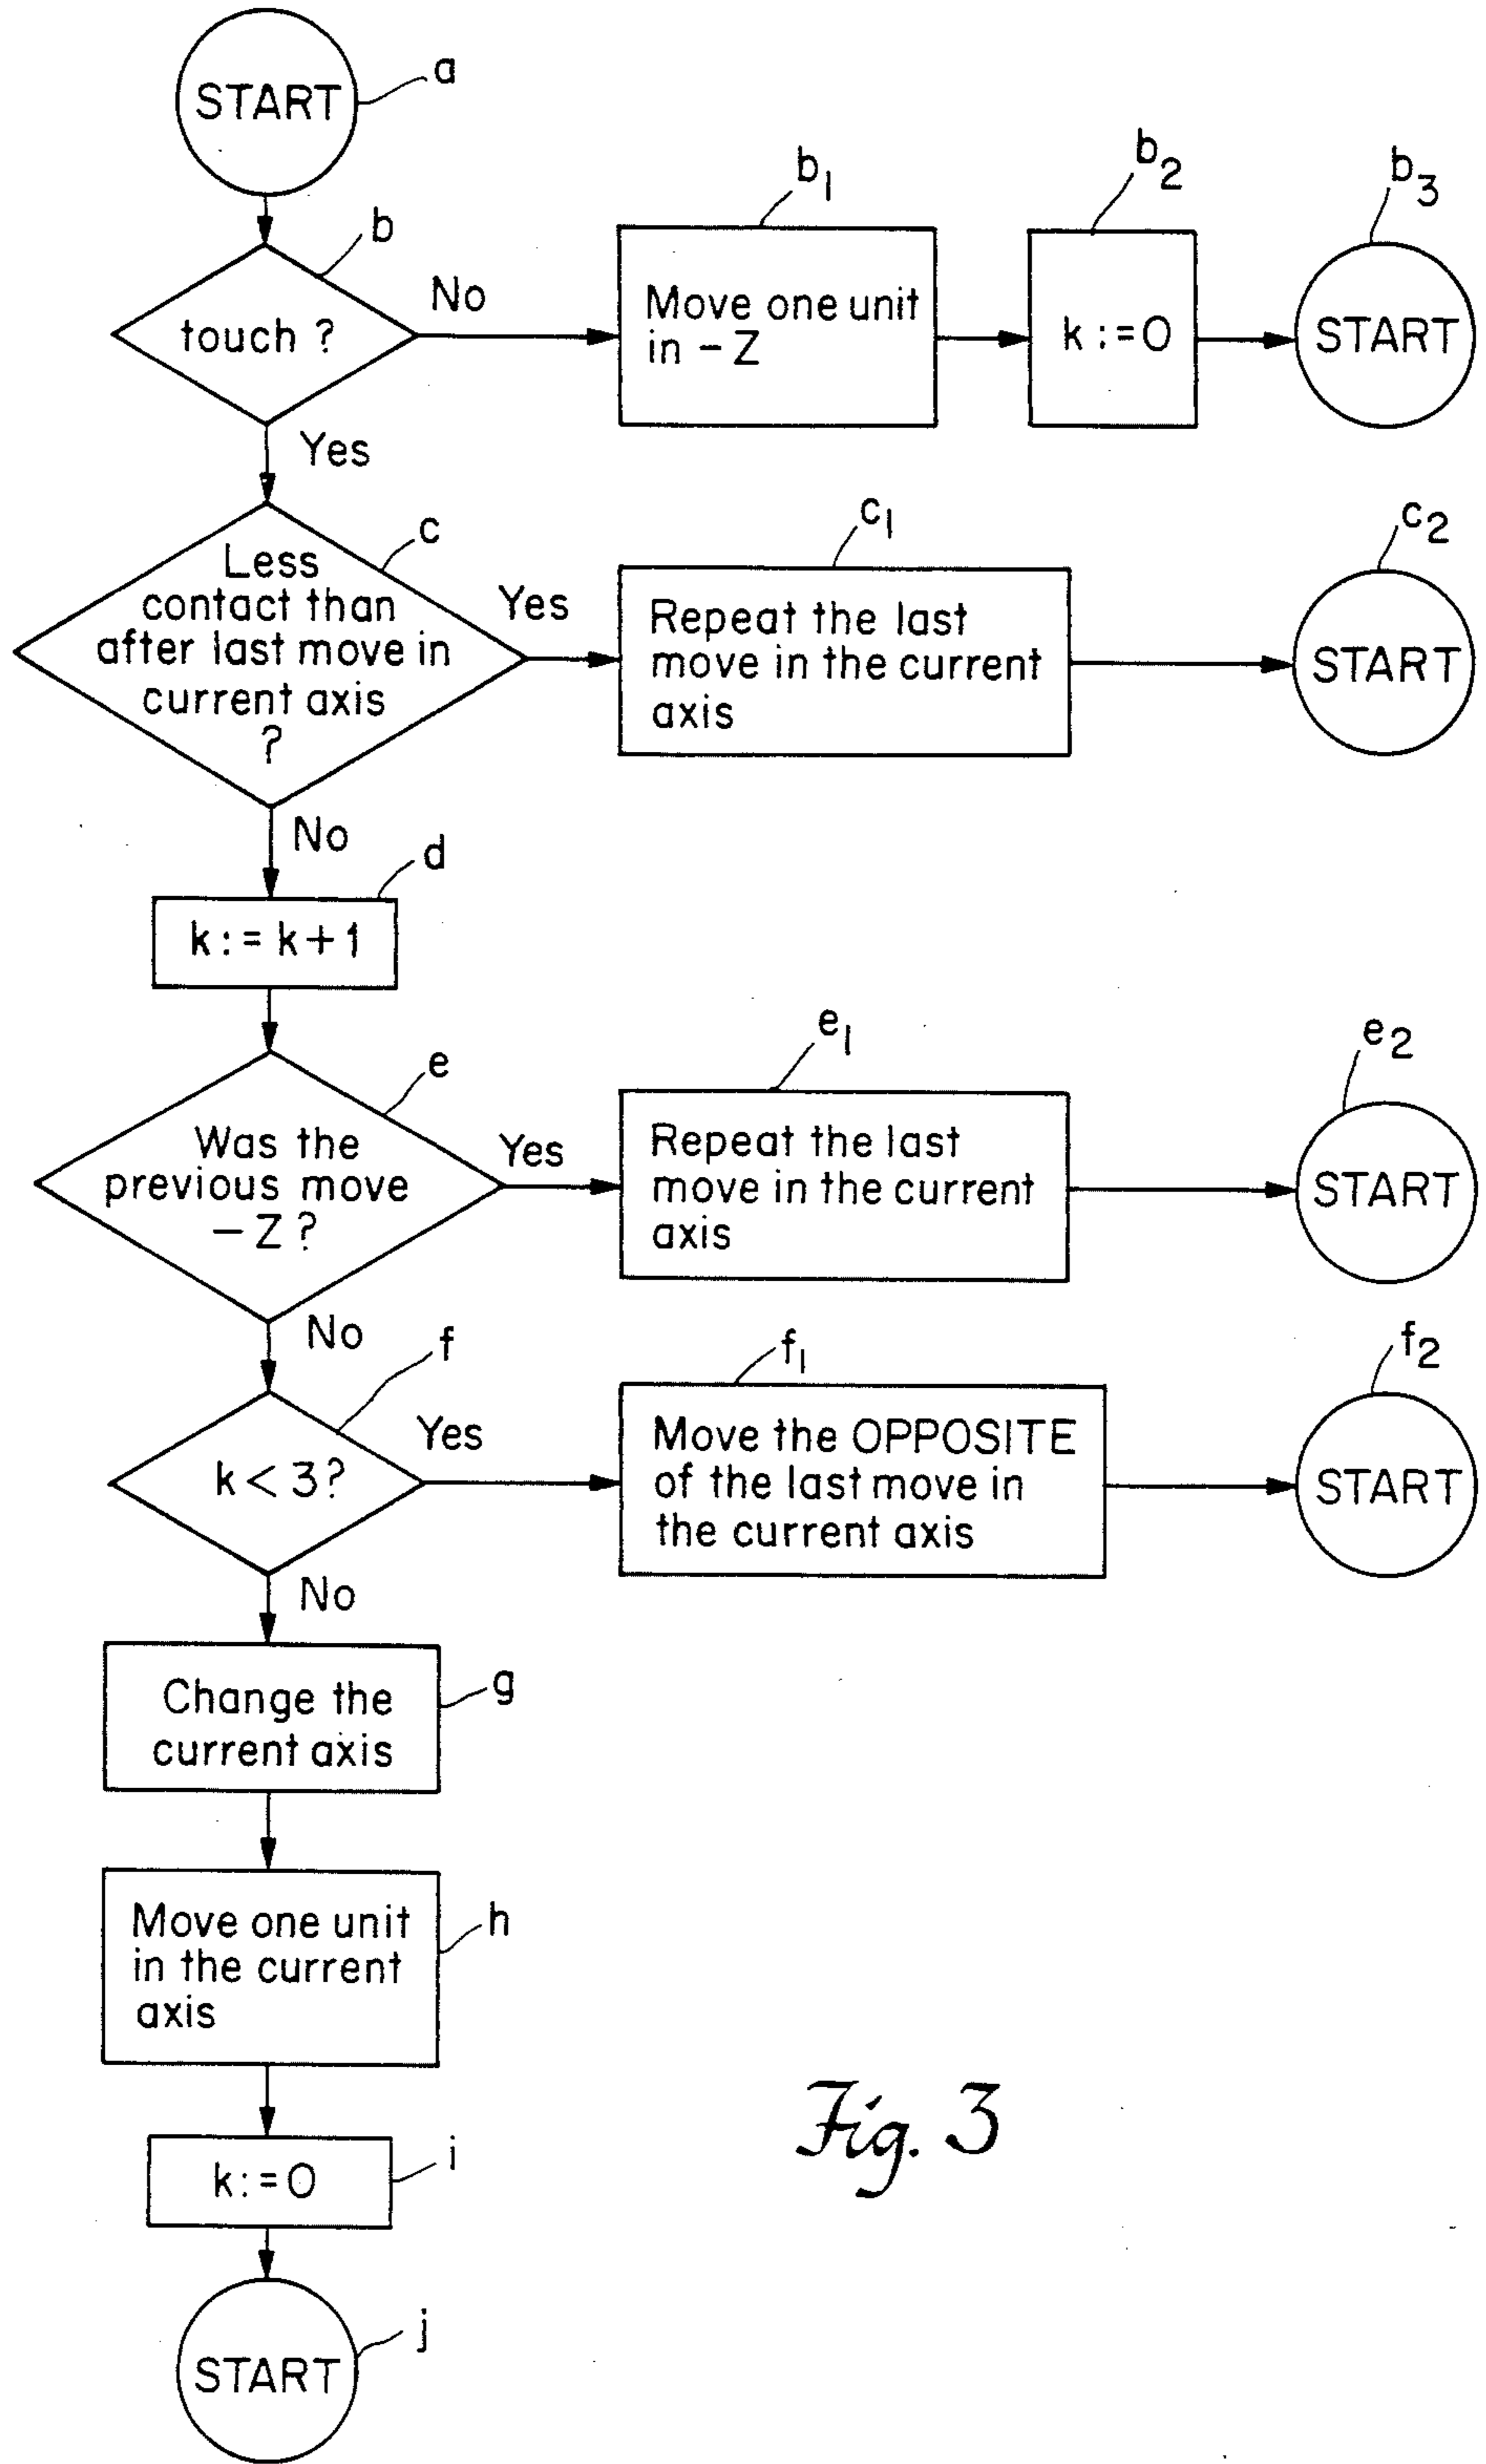 START
a
b
touch ?
No
Yes
b1
Move one unit
in - Z
b2
k := 0
b3
START
c
Less
contact than
after last move in
current axis
?
Yes
No
c1
Repeat the last
move in the current
axis
c2
START
d
k := k + 1
e
Was the
previous move
- Z ?
Yes
No
e1
Repeat the last
move in the current
axis
e2
START
f
k < 3?
Yes
No
f1
Move the OPPOSITE
of the last move in
the current axis
f2
START
g
Change the
current axis
h
Move one unit
in the current
axis
i
k := 0
j
START
Fig. 3